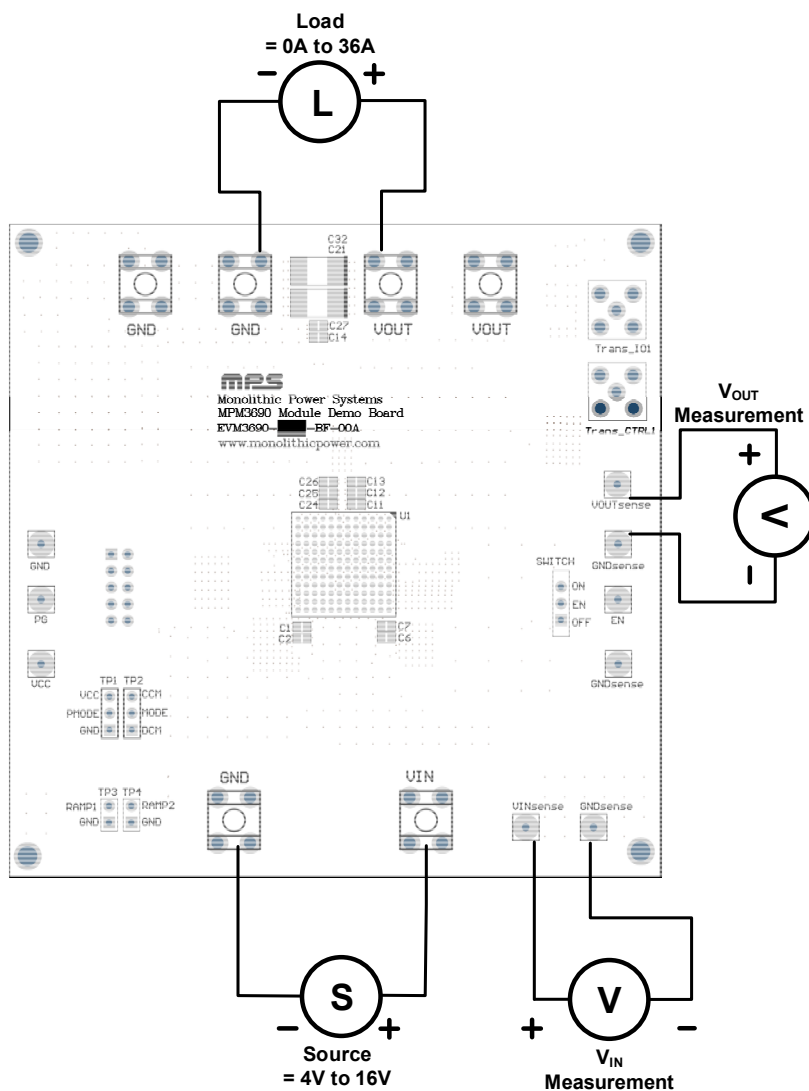 Load
= 0A to 36A
− L +
C32
C21
GND GND VOUT VOUT
C27
C14
Trans_IO1
MPS
Monolithic Power Systems
MPM3690 Module Demo Board
EVM3690- -BF-00A
www.monolithicpower.com
Trans_CTRL1
VOUT
Measurement
+
V
−
VOUTsense
GNDsense
C26 C13
C25 C12
C24 C11
U1
GND
PG
VCC
SWITCH
ON
EN
OFF
EN
GNDsense
C1 C7
C2 C6
TP1 TP2
VCC CCM
PMODE MODE
GND DCM
TP3 TP4
RAMP1 RAMP2
GND GND
GND VIN
VINsense GNDsense
− S +
Source
= 4V to 16V
+ V −
VIN
Measurement